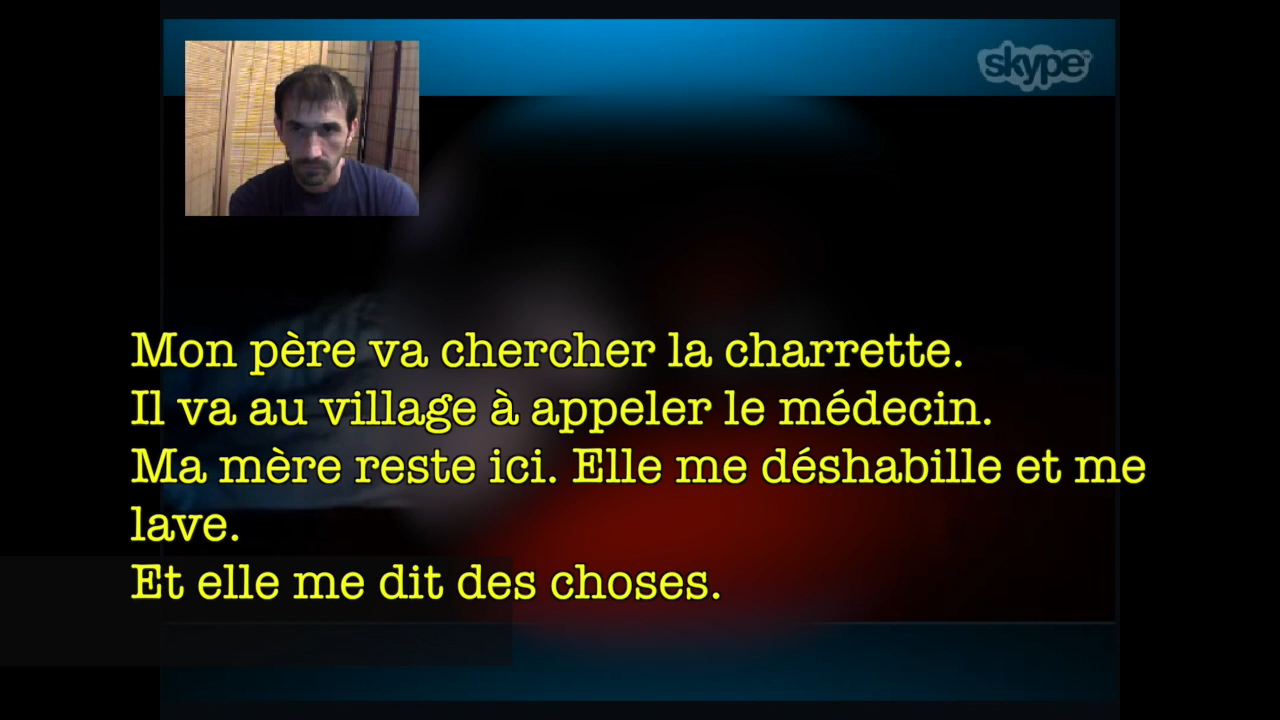 skype
Mon père va chercher la charrette.
Il va au village à appeler le médecin.
Ma mère reste ici. Elle me déshabille et me
lave.
Et elle me dit des choses.